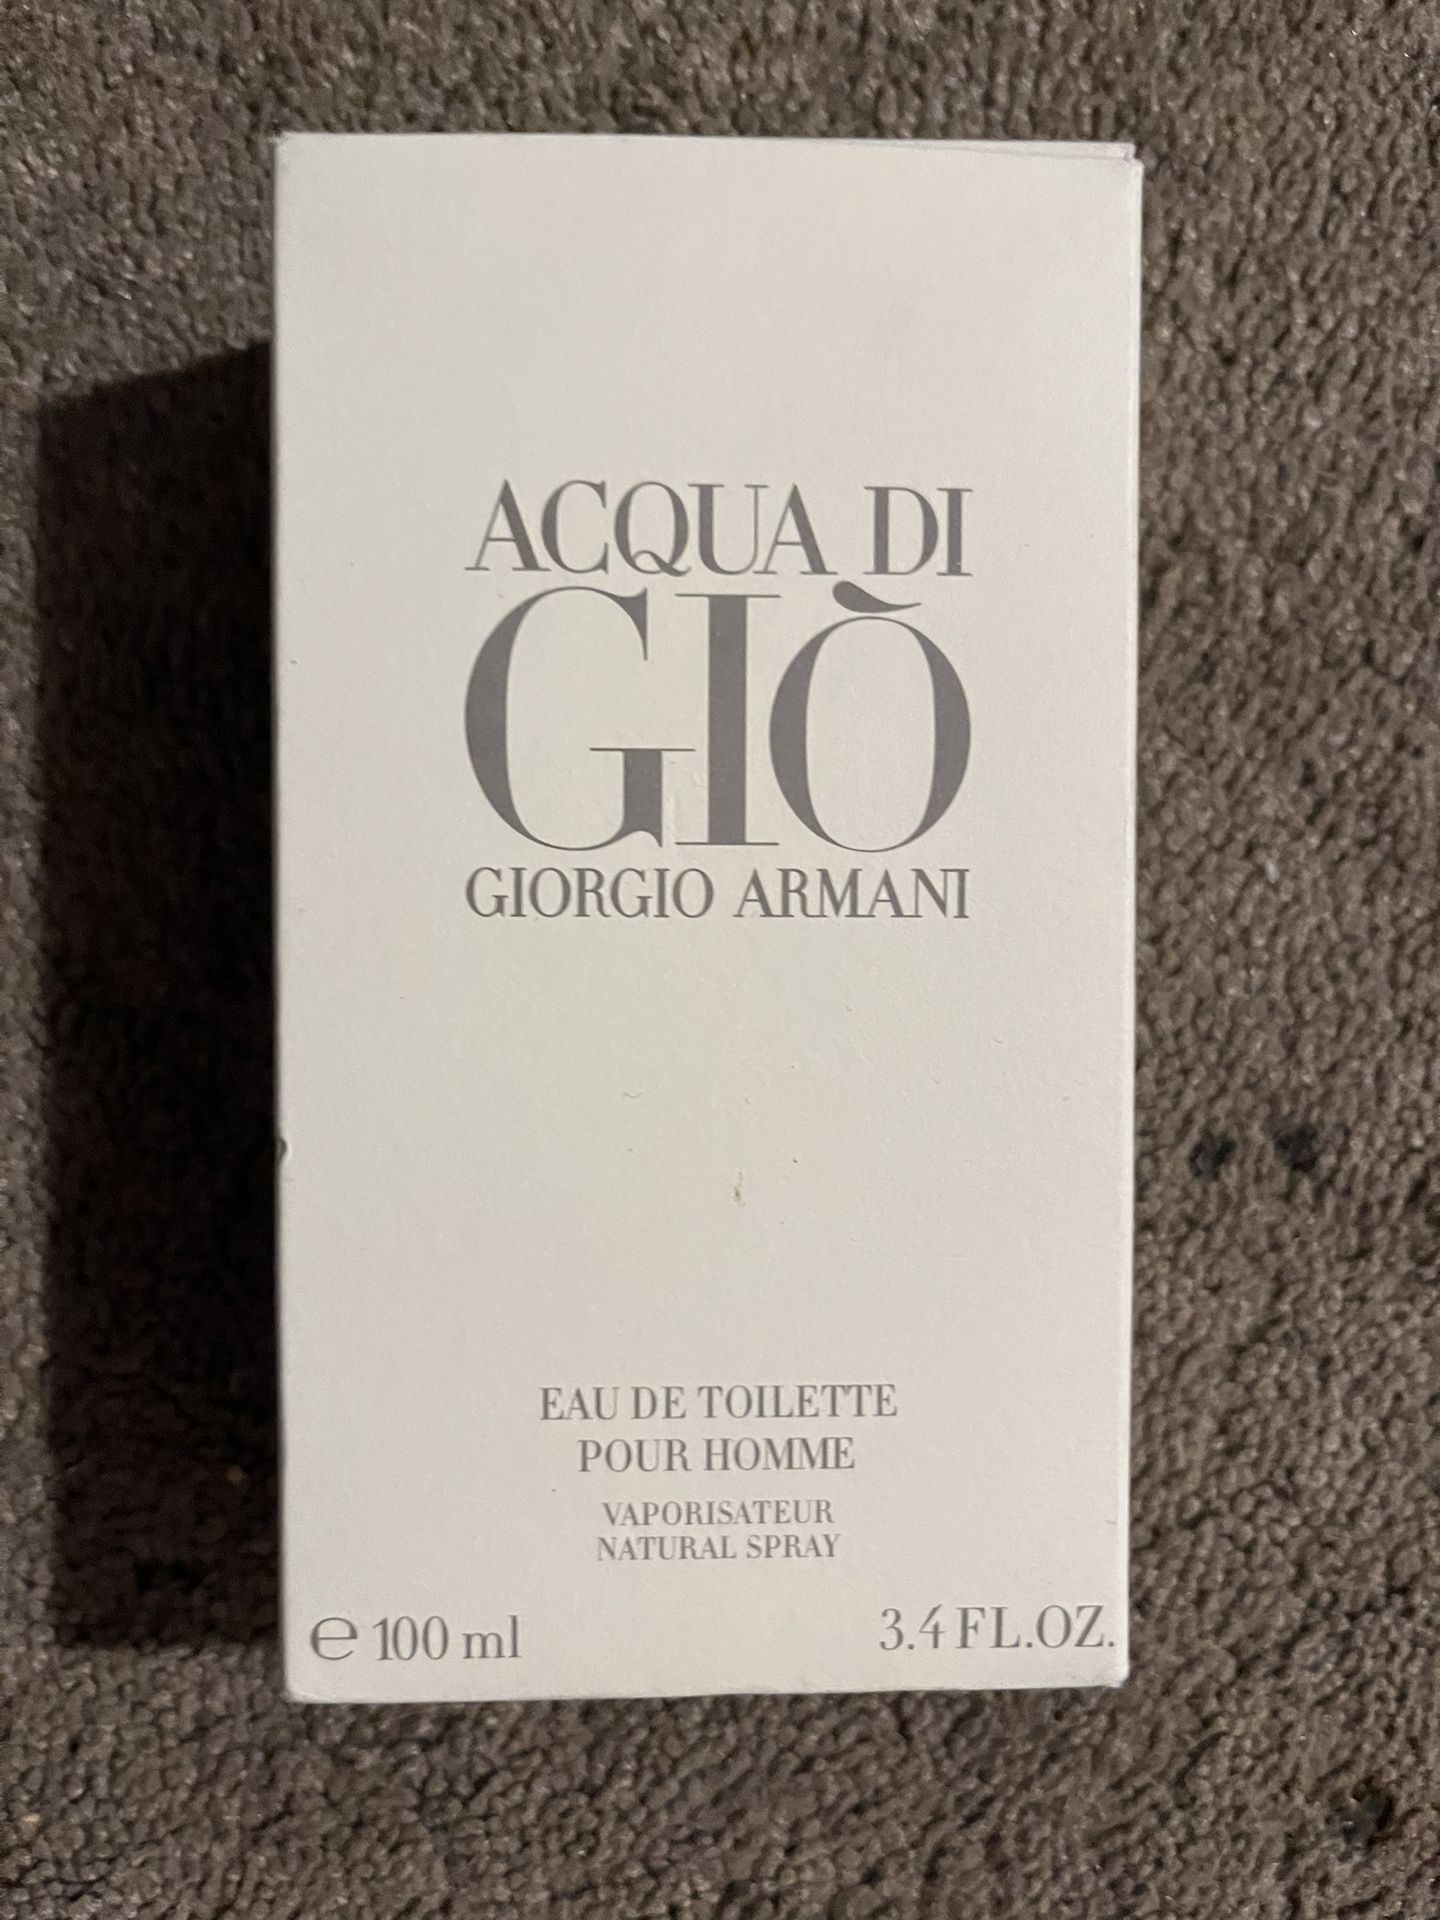 ACQUA DI
GIÒ
GIORGIO ARMANI
EAU DE TOILETTE
POUR HOMME
VAPORISATEUR
NATURAL SPRAY
℮ 100 ml
3.4 FL.OZ.